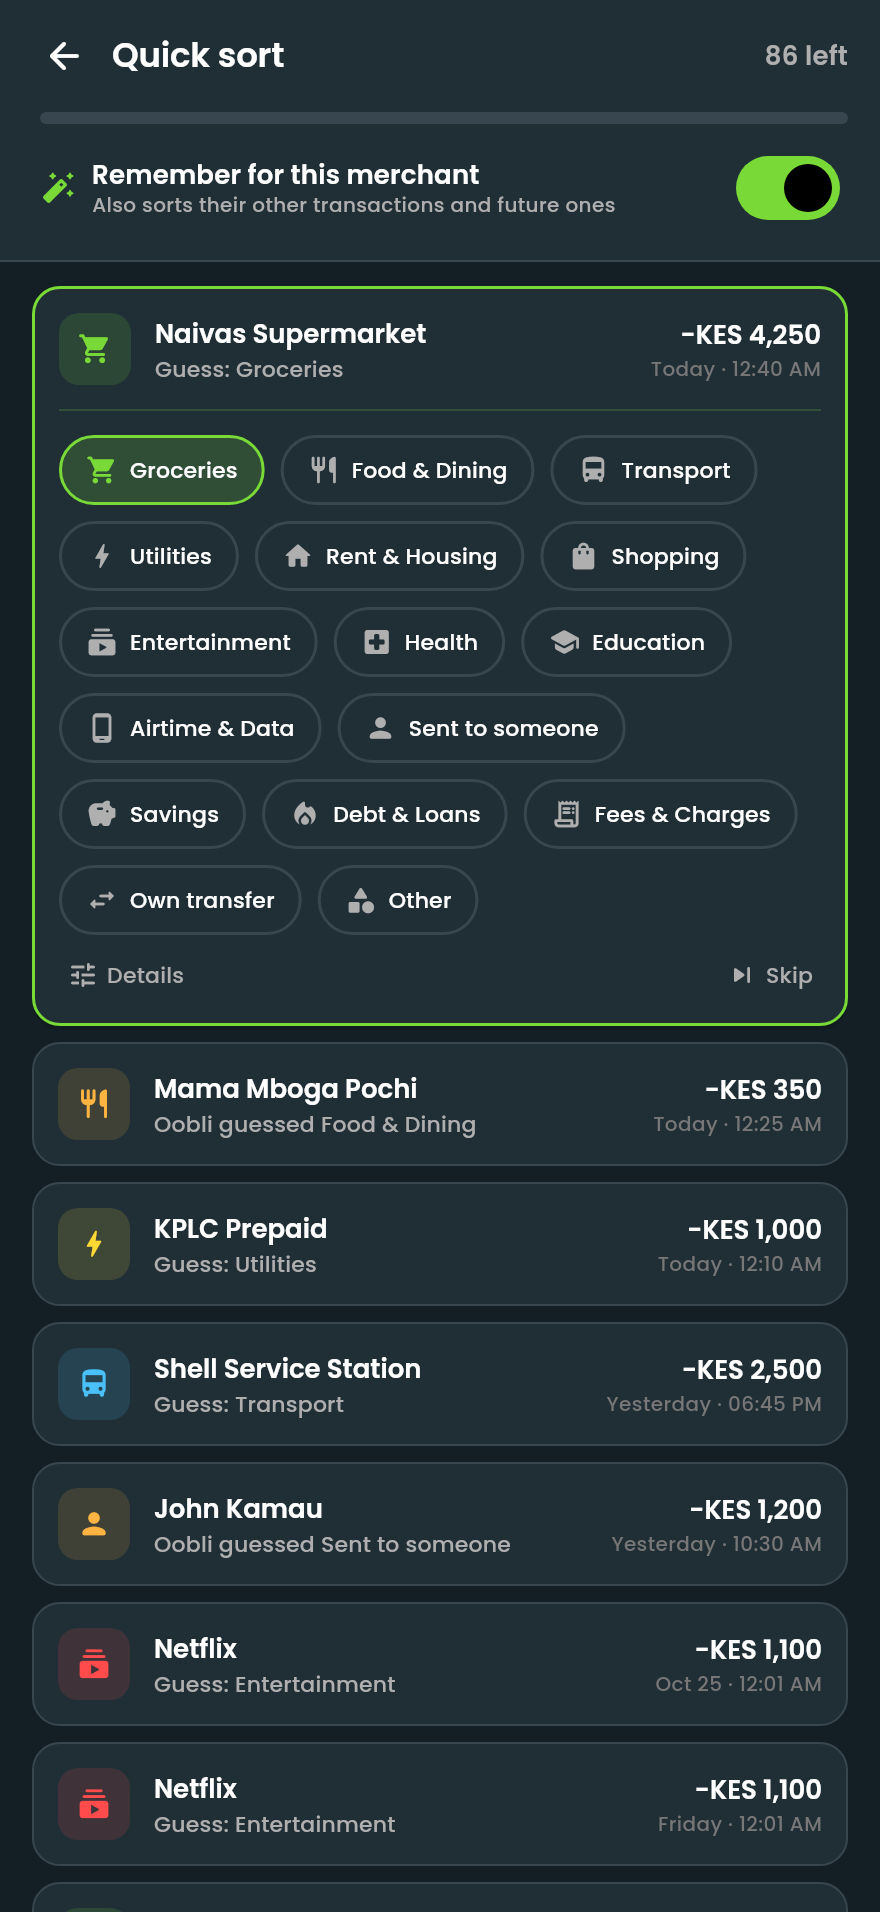 Quick sort
86 left
Remember for this merchant
Also sorts their other transactions and future ones
Naivas Supermarket
-KES 4,250
Guess: Groceries
Today · 12:40 AM
Groceries
Food & Dining
Transport
Utilities
Rent & Housing
Shopping
Entertainment
Health
Education
Airtime & Data
Sent to someone
Savings
Debt & Loans
Fees & Charges
Own transfer
Other
Details
Skip
Mama Mboga Pochi
-KES 350
Oobli guessed Food & Dining
Today · 12:25 AM
KPLC Prepaid
-KES 1,000
Guess: Utilities
Today · 12:10 AM
Shell Service Station
-KES 2,500
Guess: Transport
Yesterday · 06:45 PM
John Kamau
-KES 1,200
Oobli guessed Sent to someone
Yesterday · 10:30 AM
Netflix
-KES 1,100
Guess: Entertainment
Oct 25 · 12:01 AM
Netflix
-KES 1,100
Guess: Entertainment
Friday · 12:01 AM